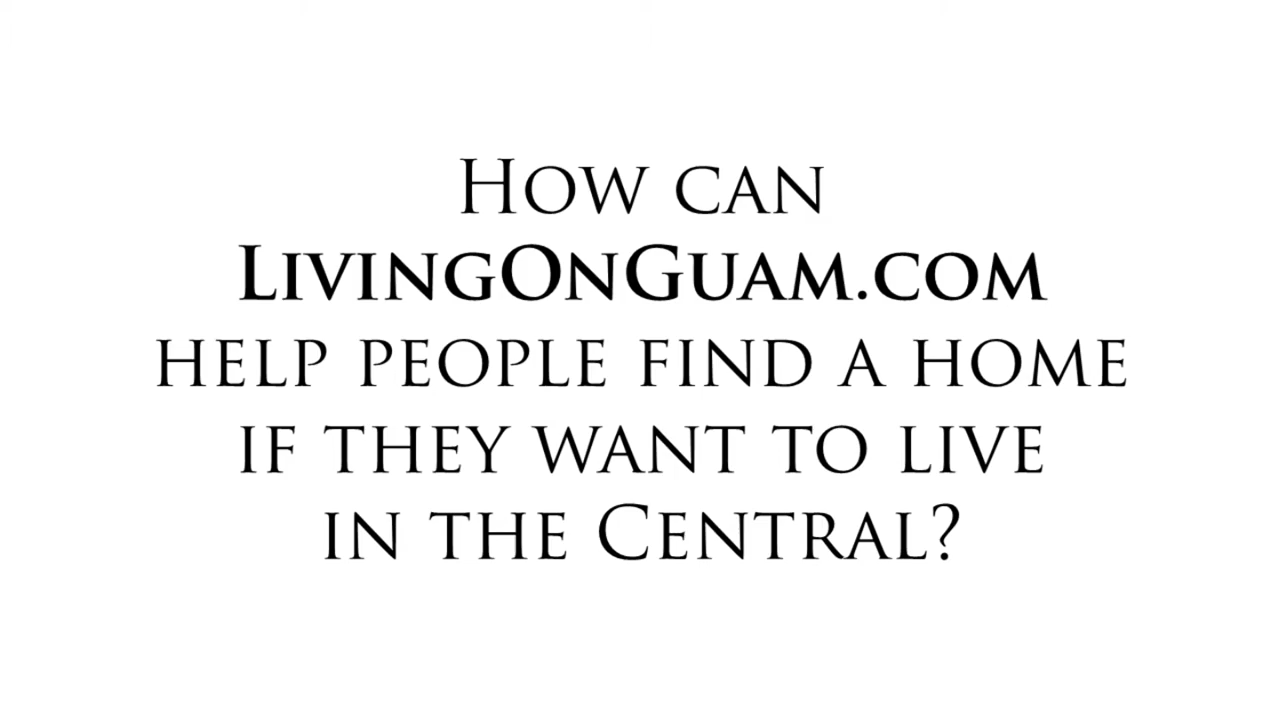 How can
LivingOnGuam.com
help people find a home
if they want to live
in the Central?